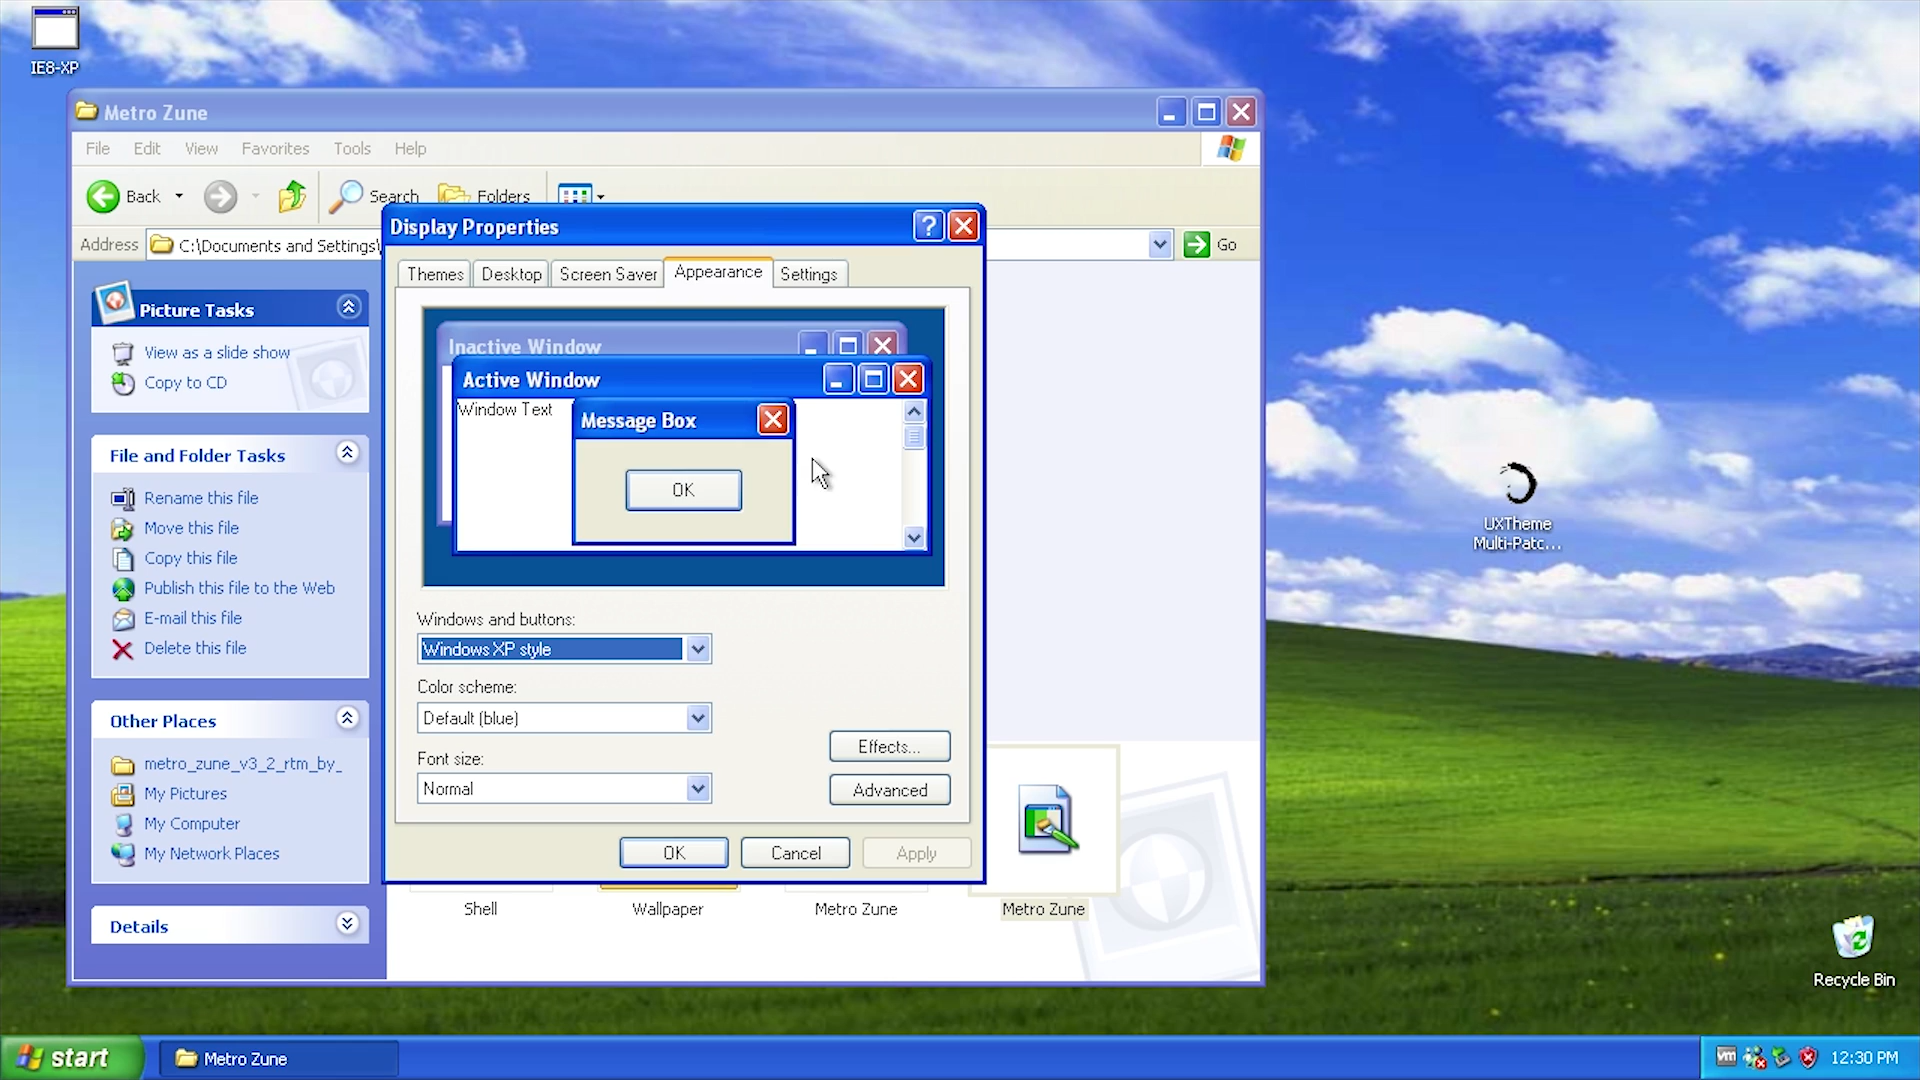 IE8-XP
Metro Zune
File Edit View Favorites Tools Help
Back Search Folders
Address C:\Documents and Settings\ Go
Picture Tasks
View as a slide show
Copy to CD
File and Folder Tasks
Rename this file
Move this file
Copy this file
Publish this file to the Web
E-mail this file
Delete this file
Other Places
metro_zune_v3_2_rtm_by_
My Pictures
My Computer
My Network Places
Details
Display Properties
Themes Desktop Screen Saver Appearance Settings
Inactive Window
Active Window
Window Text
Message Box
OK
Windows and buttons:
Windows XP style
Color scheme:
Default (blue)
Font size:
Normal
Effects...
Advanced
OK Cancel Apply
Shell Wallpaper Metro Zune Metro Zune
UXTheme
Multi-Patc...
Recycle Bin
start Metro Zune vm 12:30 PM